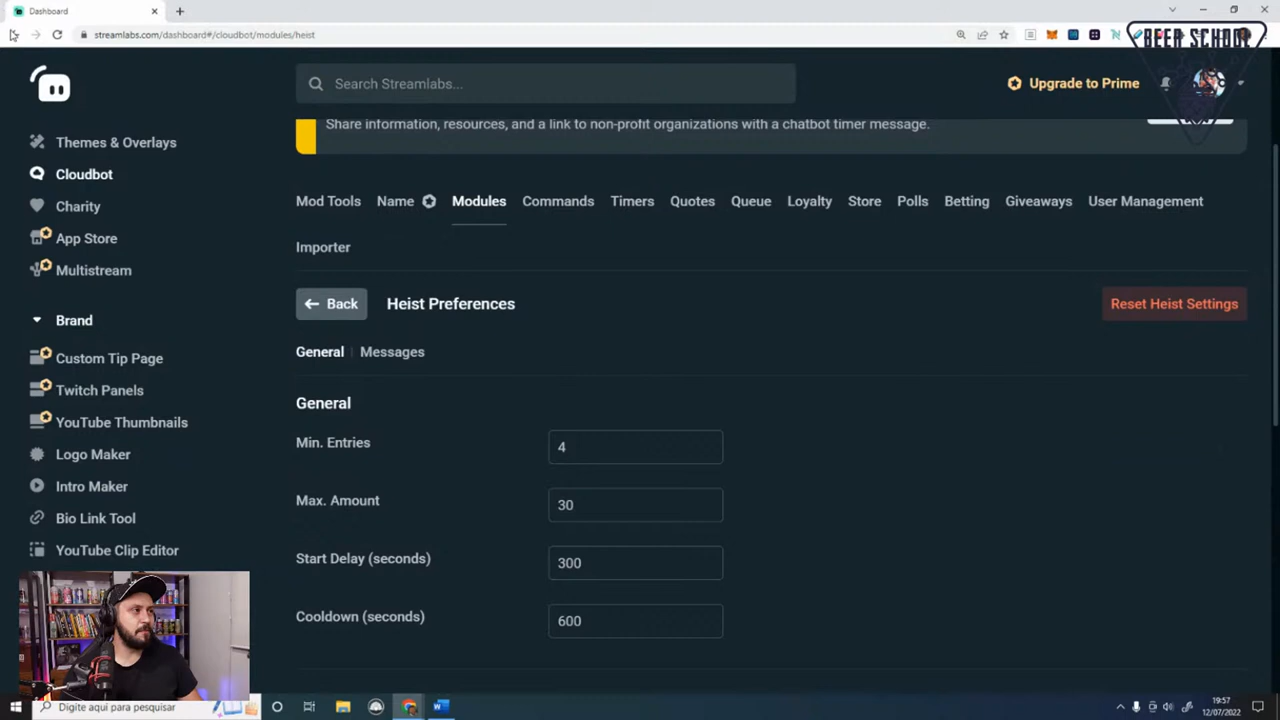 Dashboard
streamlabs.com/dashboard#/cloudbot/modules/heist
BEER SCHOOL
Search Streamlabs...
Upgrade to Prime
Share information, resources, and a link to non-profit organizations with a chatbot timer message.
Themes & Overlays
Cloudbot
Charity
App Store
Multistream
Brand
Custom Tip Page
Twitch Panels
YouTube Thumbnails
Logo Maker
Intro Maker
Bio Link Tool
YouTube Clip Editor
Mod Tools Name Modules Commands Timers Quotes Queue Loyalty Store Polls Betting Giveaways User Management
Importer
Back Heist Preferences Reset Heist Settings
General | Messages
General
Min. Entries 4
Max. Amount 30
Start Delay (seconds) 300
Cooldown (seconds) 600
Digite aqui para pesquisar
19:57
12/07/2022